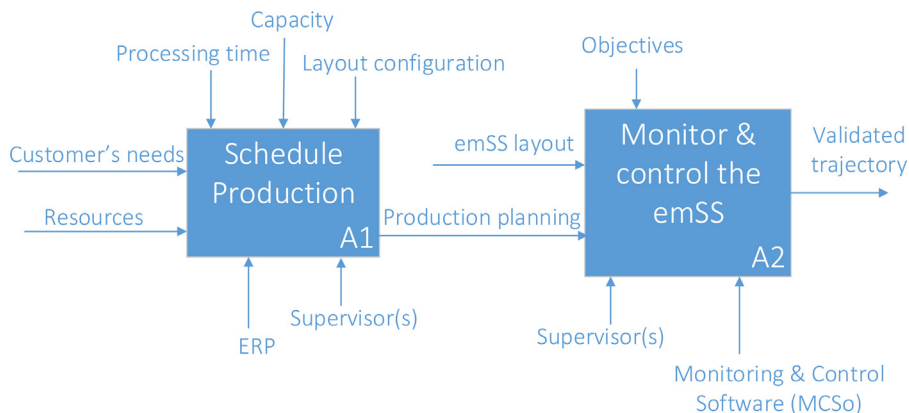 Capacity
Processing time
Layout configuration
Customer’s needs
Resources
Schedule
Production
A1
ERP
Supervisor(s)
Production planning
emSS layout
Objectives
Monitor &
control the
emSS
A2
Validated
trajectory
Supervisor(s)
Monitoring & Control
Software (MCSo)